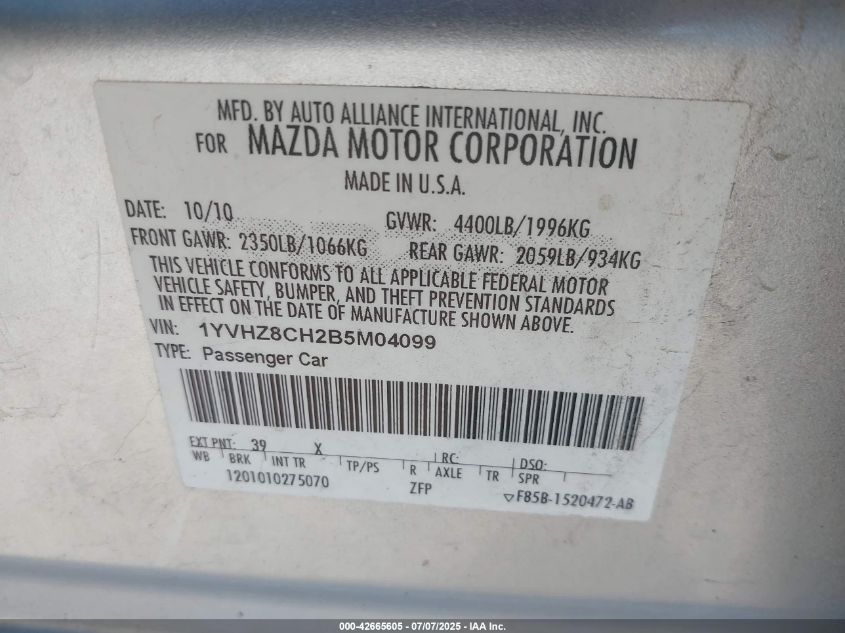 MFD. BY AUTO ALLIANCE INTERNATIONAL, INC.
FOR MAZDA MOTOR CORPORATION
MADE IN U.S.A.
DATE: 10/10 GVWR: 4400LB/1996KG
FRONT GAWR: 2350LB/1066KG REAR GAWR: 2059LB/934KG
THIS VEHICLE CONFORMS TO ALL APPLICABLE FEDERAL MOTOR
VEHICLE SAFETY, BUMPER, AND THEFT PREVENTION STANDARDS
IN EFFECT ON THE DATE OF MANUFACTURE SHOWN ABOVE.
VIN: 1YVHZ8CH2B5M04099
TYPE: Passenger Car
EXT PNT: 39 X RC: DSO:
WB BRK INT TR TP/PS R AXLE TR SPR
1201010275070 ZFP ▽F85B-1520472-AB
000-42665605 / 07/07/2025 - IAA Inc.